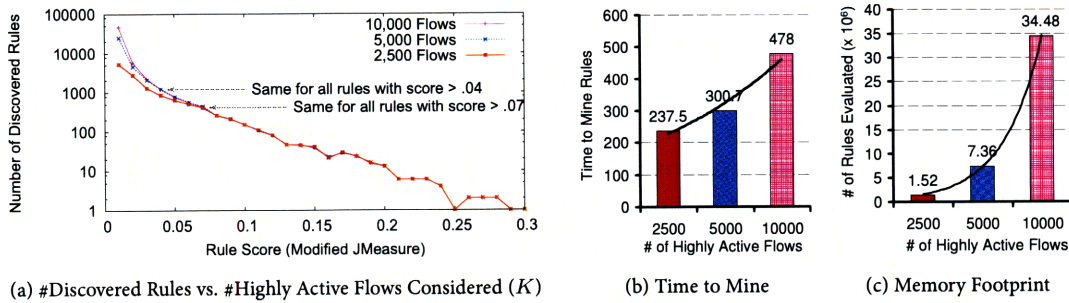 Number of Discovered Rules
100000
10000
1000
100
10
1
10,000 Flows
5,000 Flows
2,500 Flows
Same for all rules with score > .04
Same for all rules with score > .07
0 0.05 0.1 0.15 0.2 0.25 0.3
Rule Score (Modified JMeasure)
(a) #Discovered Rules vs. #Highly Active Flows Considered (K)
Time to Mine Rules
600
500
400
300
200
100
0
237.5
300.7
478
2500 5000 10000
# of Highly Active Flows
(b) Time to Mine
# of Rules Evaluated (x 10⁶)
40
35
30
25
20
15
10
5
0
1.52
7.36
34.48
2500 5000 10000
# of Highly Active Flows
(c) Memory Footprint